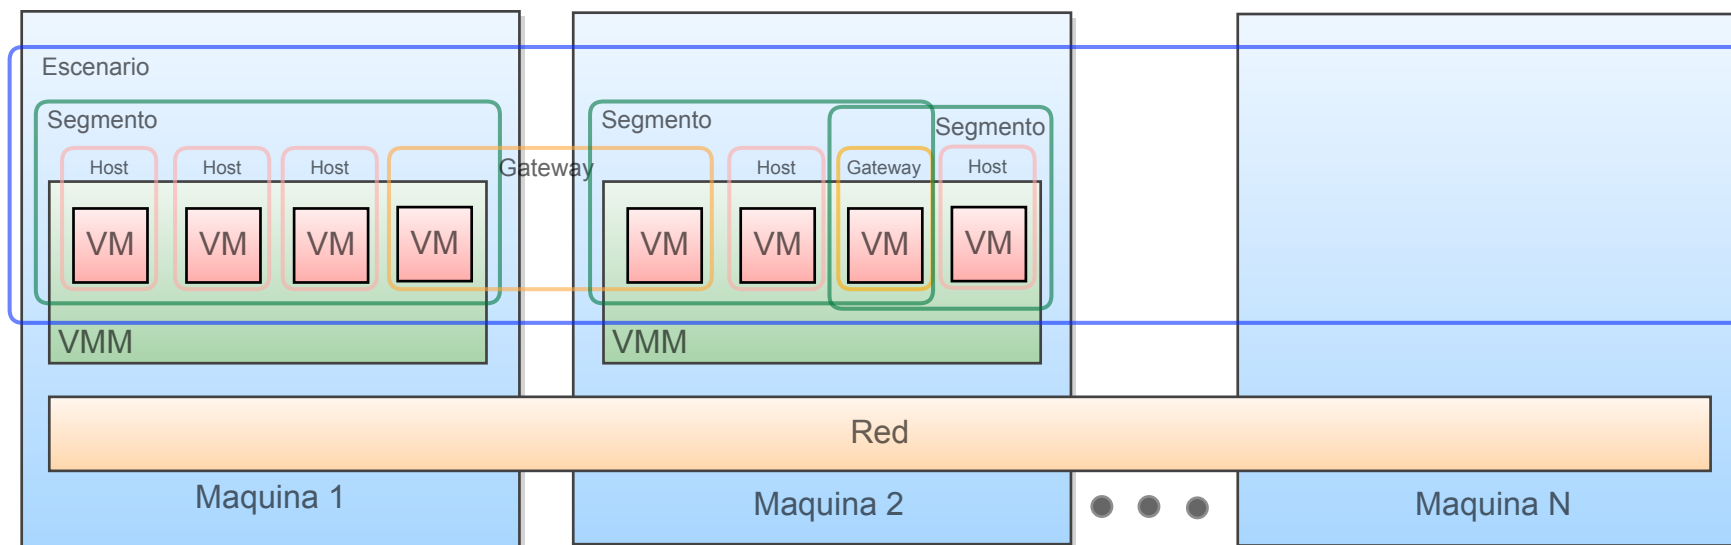 Escenario
Segmento
Segmento
Segmento
Host
Host
Host
Gateway
Host
Gateway
Host
VM
VM
VM
VM
VM
VM
VM
VM
VMM
VMM
Red
Maquina 1
Maquina 2
Maquina N